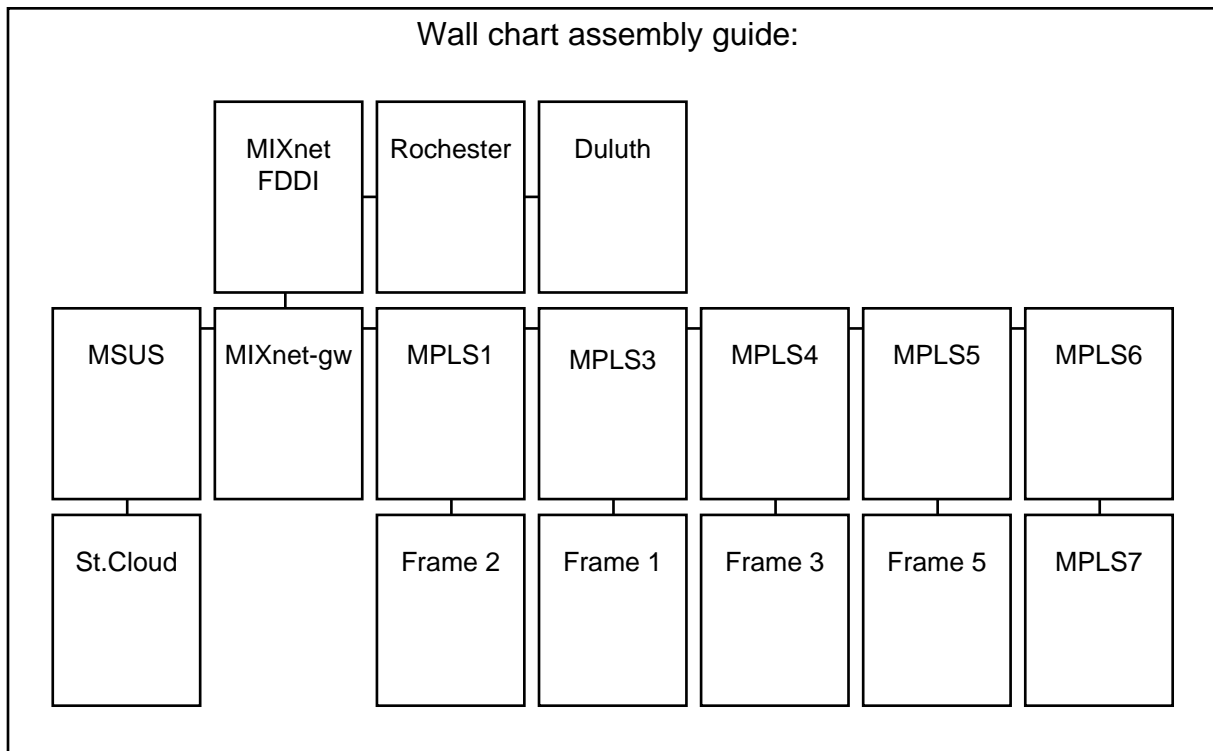 Wall chart assembly guide:
MIXnet
FDDI
Rochester
Duluth
MSUS
MIXnet-gw
MPLS1
MPLS3
MPLS4
MPLS5
MPLS6
St.Cloud
Frame 2
Frame 1
Frame 3
Frame 5
MPLS7